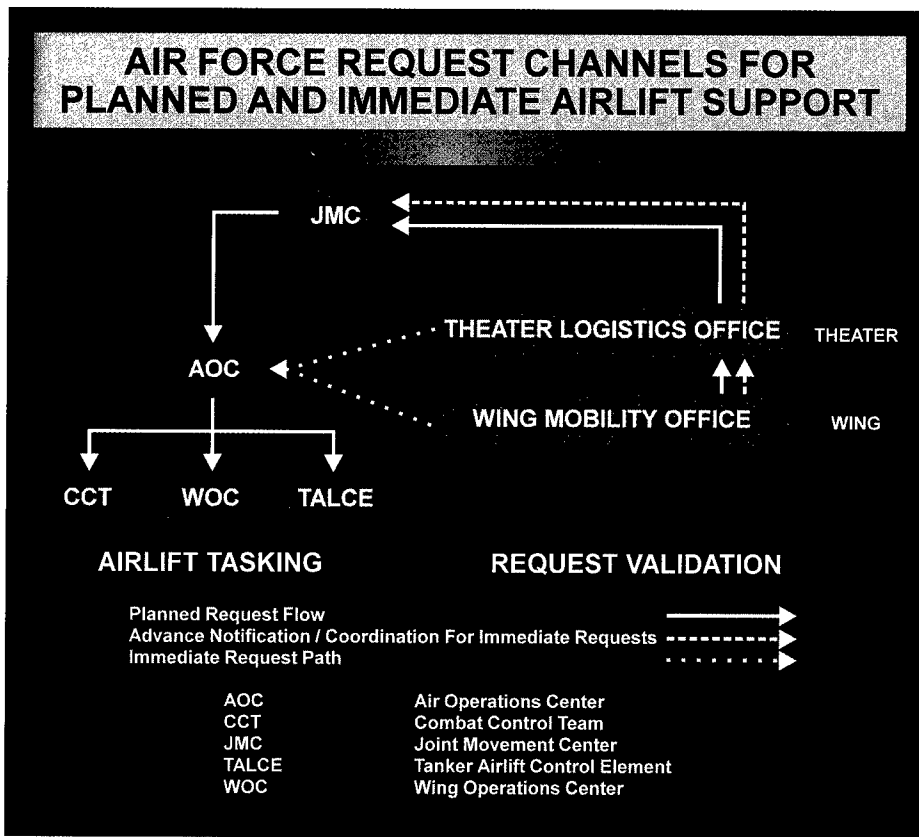 AIR FORCE REQUEST CHANNELS FOR
PLANNED AND IMMEDIATE AIRLIFT SUPPORT
JMC
THEATER LOGISTICS OFFICE THEATER
AOC
WING MOBILITY OFFICE WING
CCT WOC TALCE
AIRLIFT TASKING REQUEST VALIDATION
Planned Request Flow
Advance Notification / Coordination For Immediate Requests
Immediate Request Path
AOC Air Operations Center
CCT Combat Control Team
JMC Joint Movement Center
TALCE Tanker Airlift Control Element
WOC Wing Operations Center